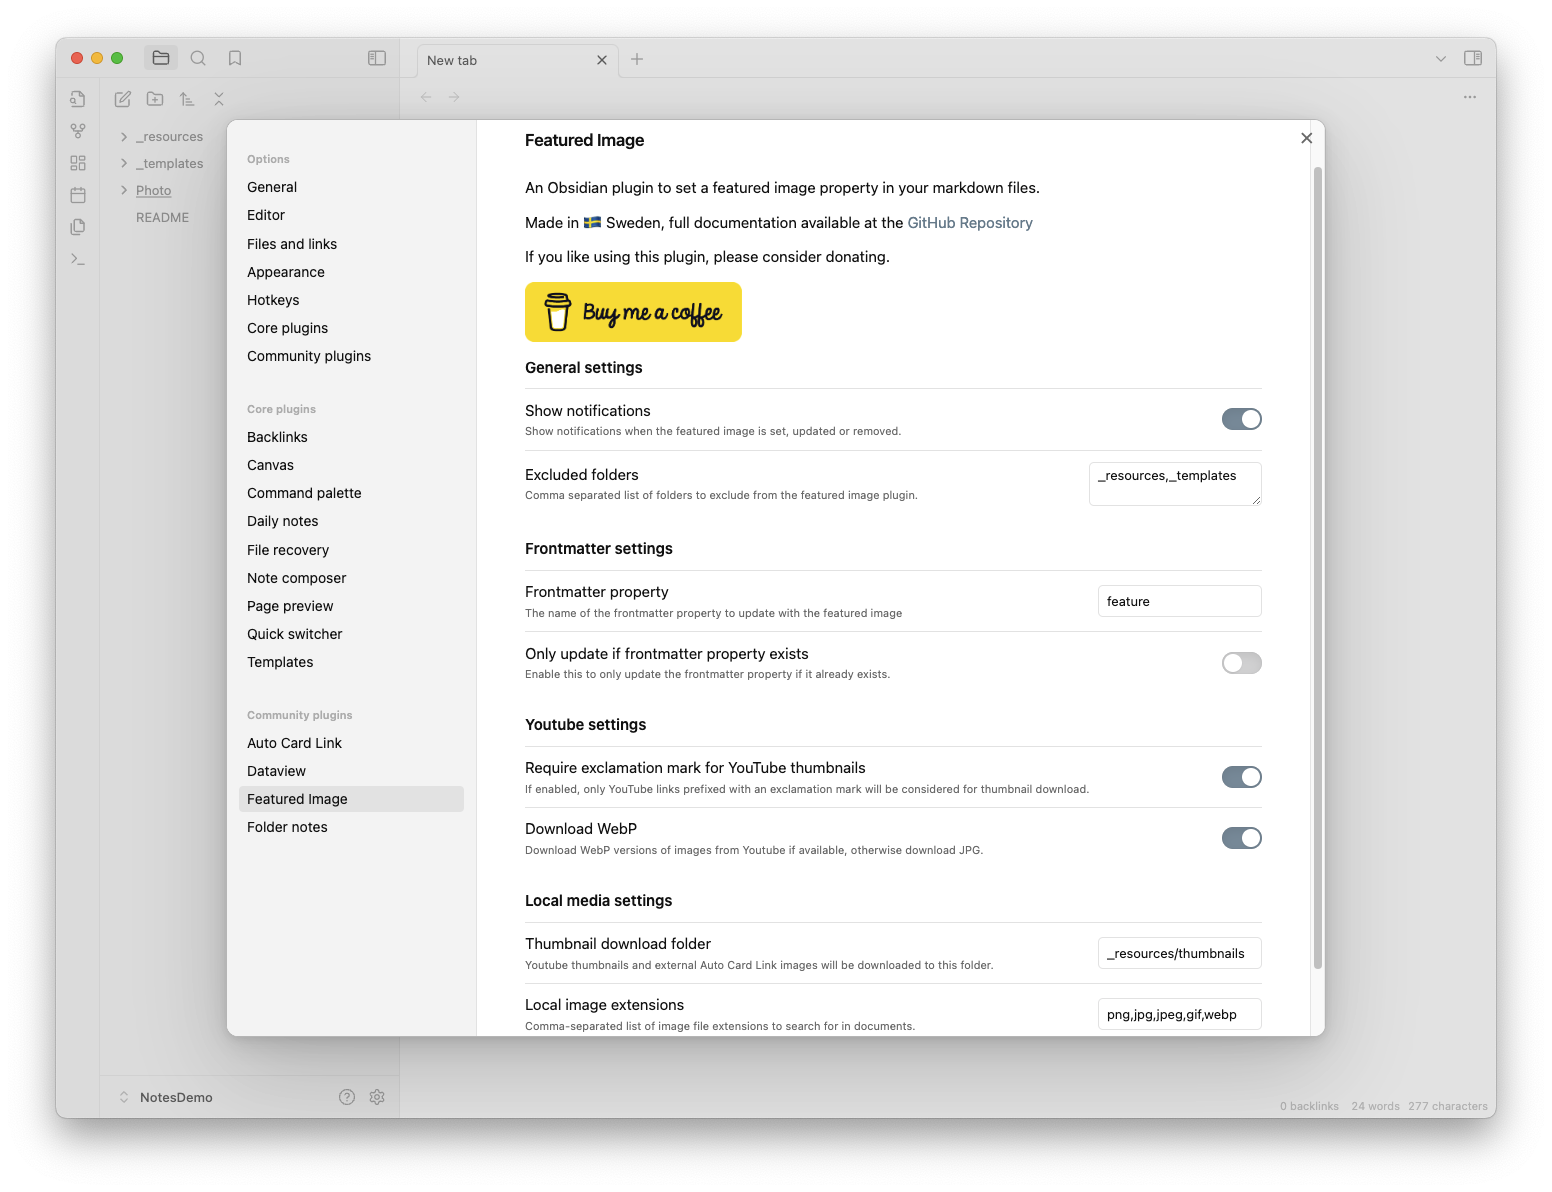 New tab
_resources
_templates
Photo
README
Options
General
Editor
Files and links
Appearance
Hotkeys
Core plugins
Community plugins
Core plugins
Backlinks
Canvas
Command palette
Daily notes
File recovery
Note composer
Page preview
Quick switcher
Templates
Community plugins
Auto Card Link
Dataview
Featured Image
Folder notes
Featured Image
An Obsidian plugin to set a featured image property in your markdown files.
Made in 🇸🇪 Sweden, full documentation available at the GitHub Repository
If you like using this plugin, please consider donating.
Buy me a coffee
General settings
Show notifications
Show notifications when the featured image is set, updated or removed.
Excluded folders
Comma separated list of folders to exclude from the featured image plugin.
_resources,_templates
Frontmatter settings
Frontmatter property
The name of the frontmatter property to update with the featured image
feature
Only update if frontmatter property exists
Enable this to only update the frontmatter property if it already exists.
Youtube settings
Require exclamation mark for YouTube thumbnails
If enabled, only YouTube links prefixed with an exclamation mark will be considered for thumbnail download.
Download WebP
Download WebP versions of images from Youtube if available, otherwise download JPG.
Local media settings
Thumbnail download folder
Youtube thumbnails and external Auto Card Link images will be downloaded to this folder.
_resources/thumbnails
Local image extensions
Comma-separated list of image file extensions to search for in documents.
png,jpg,jpeg,gif,webp
NotesDemo
0 backlinks 24 words 277 characters